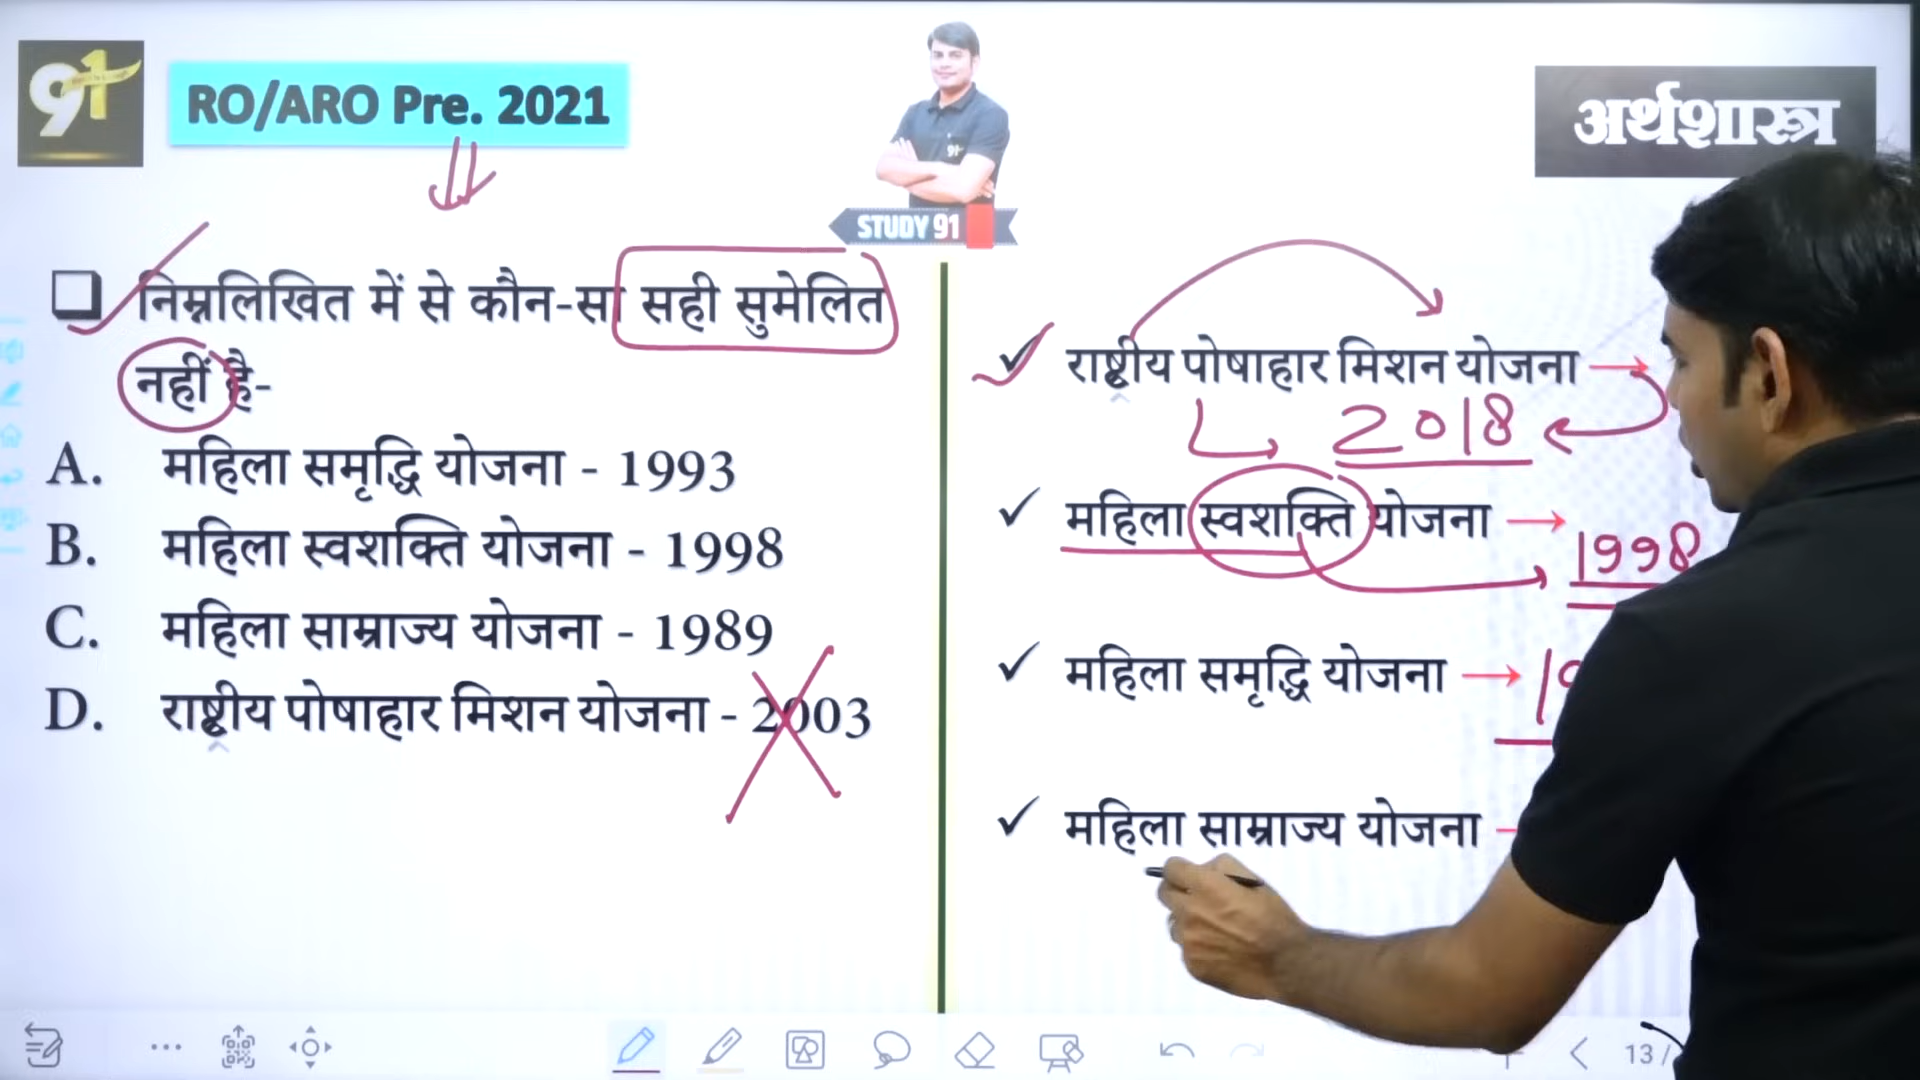 91
RO/ARO Pre. 2021
91
STUDY 91
अर्थशास्त्र
निम्नलिखित में से कौन-सा सही सुमेलित
नहीं है-
A. महिला समृद्धि योजना - 1993
B. महिला स्वशक्ति योजना - 1998
C. महिला साम्राज्य योजना - 1989
D. राष्ट्रीय पोषाहार मिशन योजना - 2003
राष्ट्रीय पोषाहार मिशन योजना
2018
महिला स्वशक्ति योजना
1998
महिला समृद्धि योजना
महिला साम्राज्य योजना
13 /